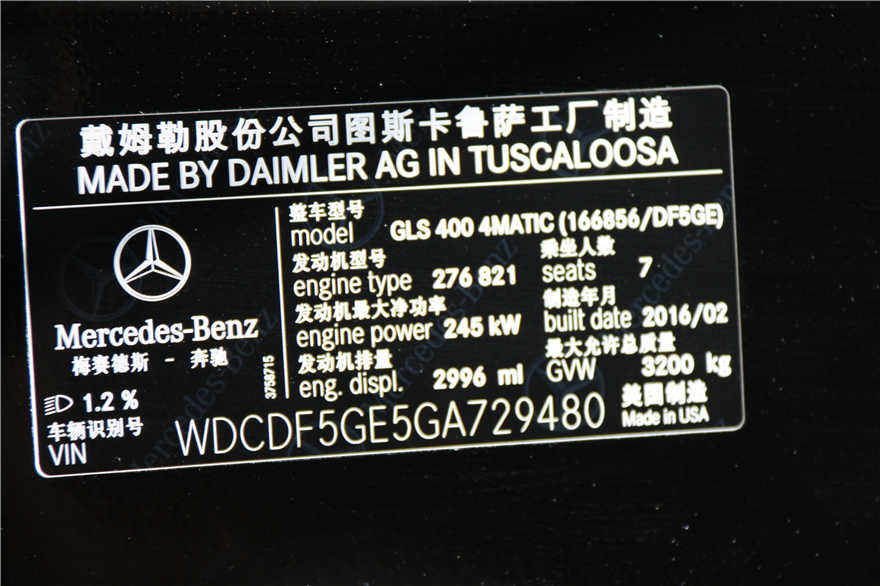 戴姆勒股份公司图斯卡鲁萨工厂制造
MADE BY DAIMLER AG IN TUSCALOOSA
Mercedes-Benz
梅赛德斯 - 奔驰
1.2 %
3758715
整车型号
model GLS 400 4MATIC (166856/DF5GE)
发动机型号 乘坐人数
engine type 276 821 seats 7
发动机最大净功率 制造年月
engine power 245 kW built date 2016/02
发动机排量 最大允许总质量
eng. displ. 2996 ml GVW 3200 kg
车辆识别号 美国制造
VIN WDCDF5GE5GA729480 Made in USA